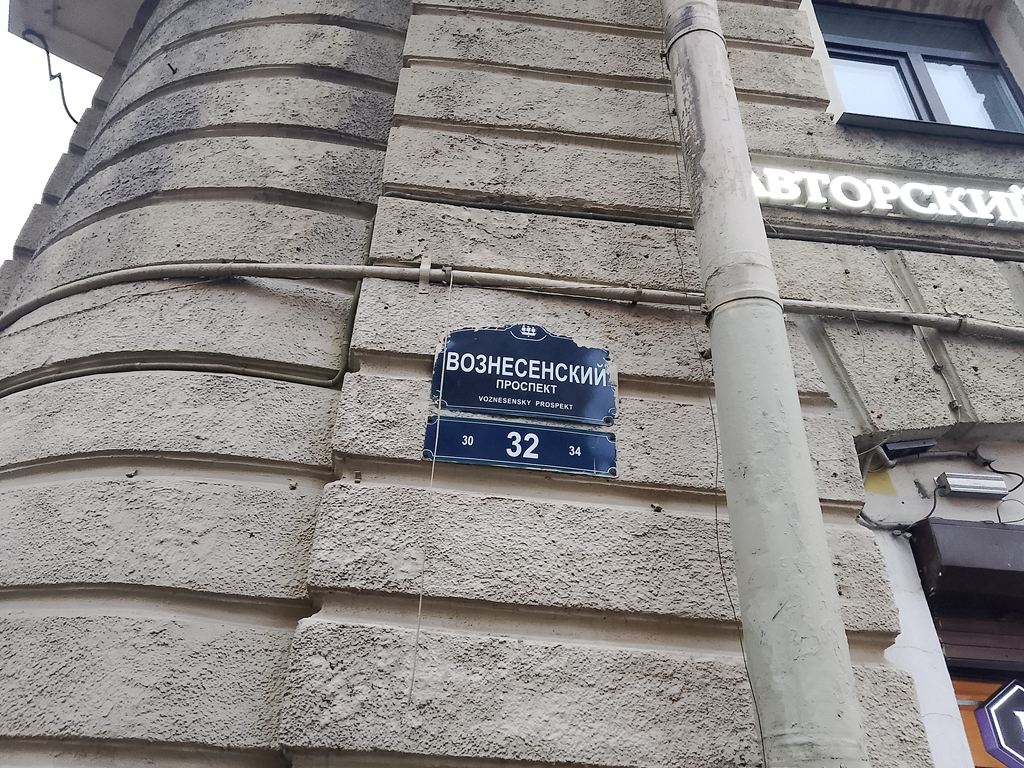 АВТОРСКИЙ
ВОЗНЕСЕНСКИЙ
ПРОСПЕКТ
VOZNESENSKY PROSPEKT
30 32 34